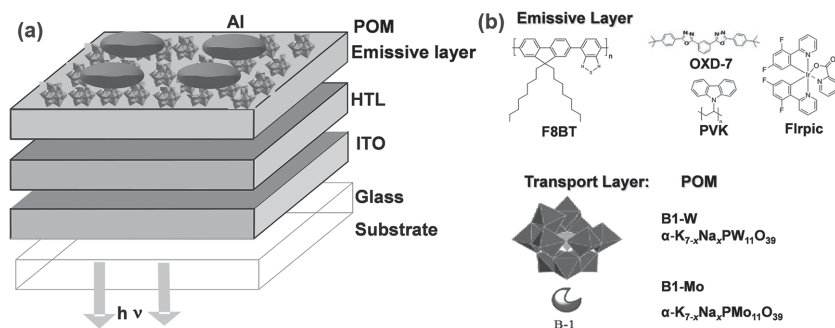 (a)
Al
POM
Emissive layer
HTL
ITO
Glass
Substrate
h ν
(b)
Emissive Layer
F8BT
OXD-7
PVK
FIrpic
Transport Layer: POM
B1-W
α-K₇₋ₓNaₓPW₁₁O₃₉
B1-Mo
α-K₇₋ₓNaₓPMo₁₁O₃₉
B-1